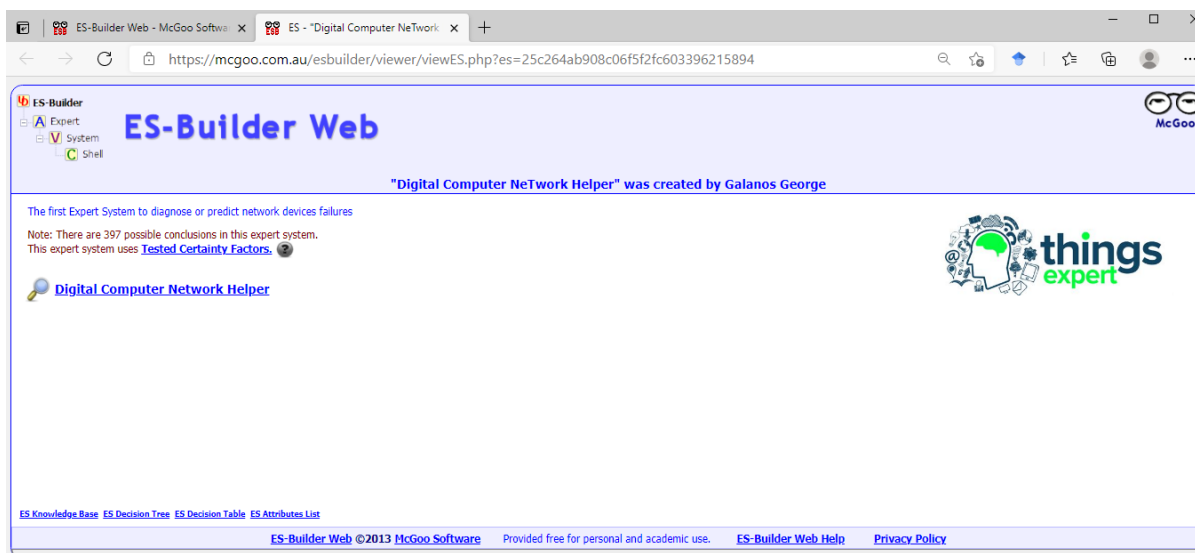 ES-Builder Web - McGoo Softwa
ES - "Digital Computer NeTwork
https://mcgoo.com.au/esbuilder/viewer/viewES.php?es=25c264ab908c06f5f2fc603396215894
ES-Builder
A Expert
V System
C Shell
ES-Builder Web
McGoo
"Digital Computer NeTwork Helper" was created by Galanos George
The first Expert System to diagnose or predict network devices failures
Note: There are 397 possible conclusions in this expert system.
This expert system uses Tested Certainty Factors. ?
things
expert
Digital Computer Network Helper
ES Knowledge Base ES Decision Tree ES Decision Table ES Attributes List
ES-Builder Web ©2013 McGoo Software Provided free for personal and academic use. ES-Builder Web Help Privacy Policy